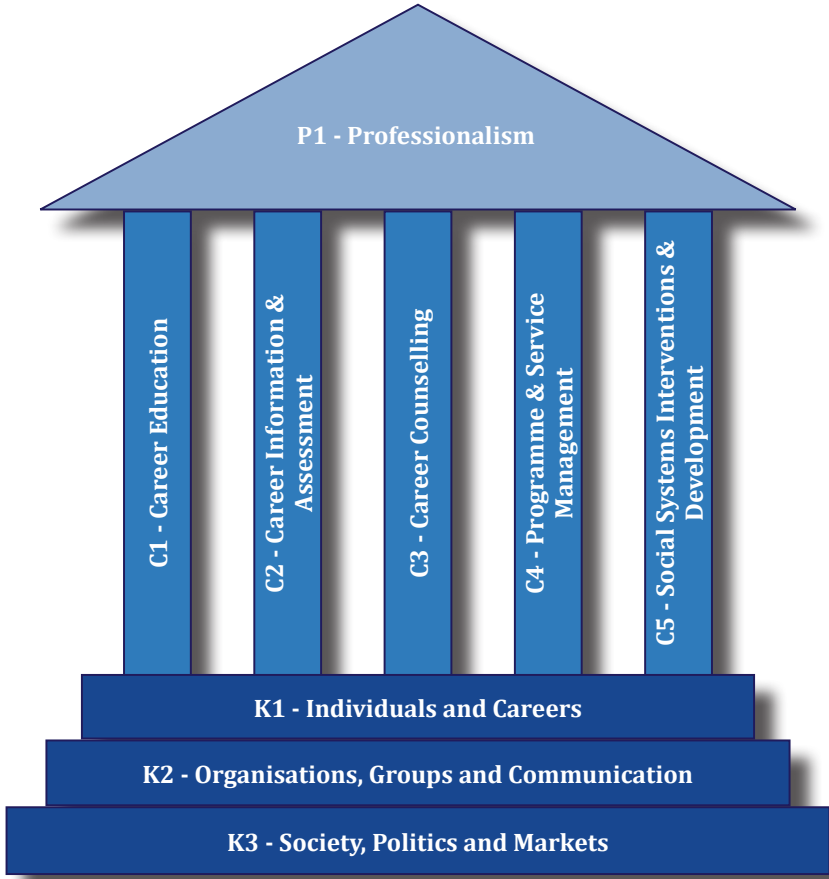 P1 - Professionalism
C1 - Career Education
C2 - Career Information &
Assessment
C3 - Career Counselling
C4 - Programme & Service
Management
C5 - Social Systems Interventions &
Development
K1 - Individuals and Careers
K2 - Organisations, Groups and Communication
K3 - Society, Politics and Markets